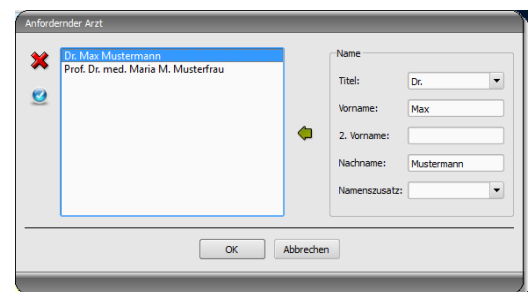 Anfordernder Arzt
Dr. Max Mustermann
Prof. Dr. med. Maria M. Musterfrau
Name
Titel: Dr.
Vorname: Max
2. Vorname:
Nachname: Mustermann
Namenszusatz:
OK Abbrechen